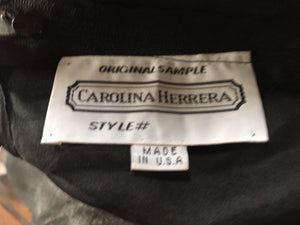 ORIGINAL SAMPLE
CAROLINA HERRERA
STYLE#
MADE
IN U.S.A